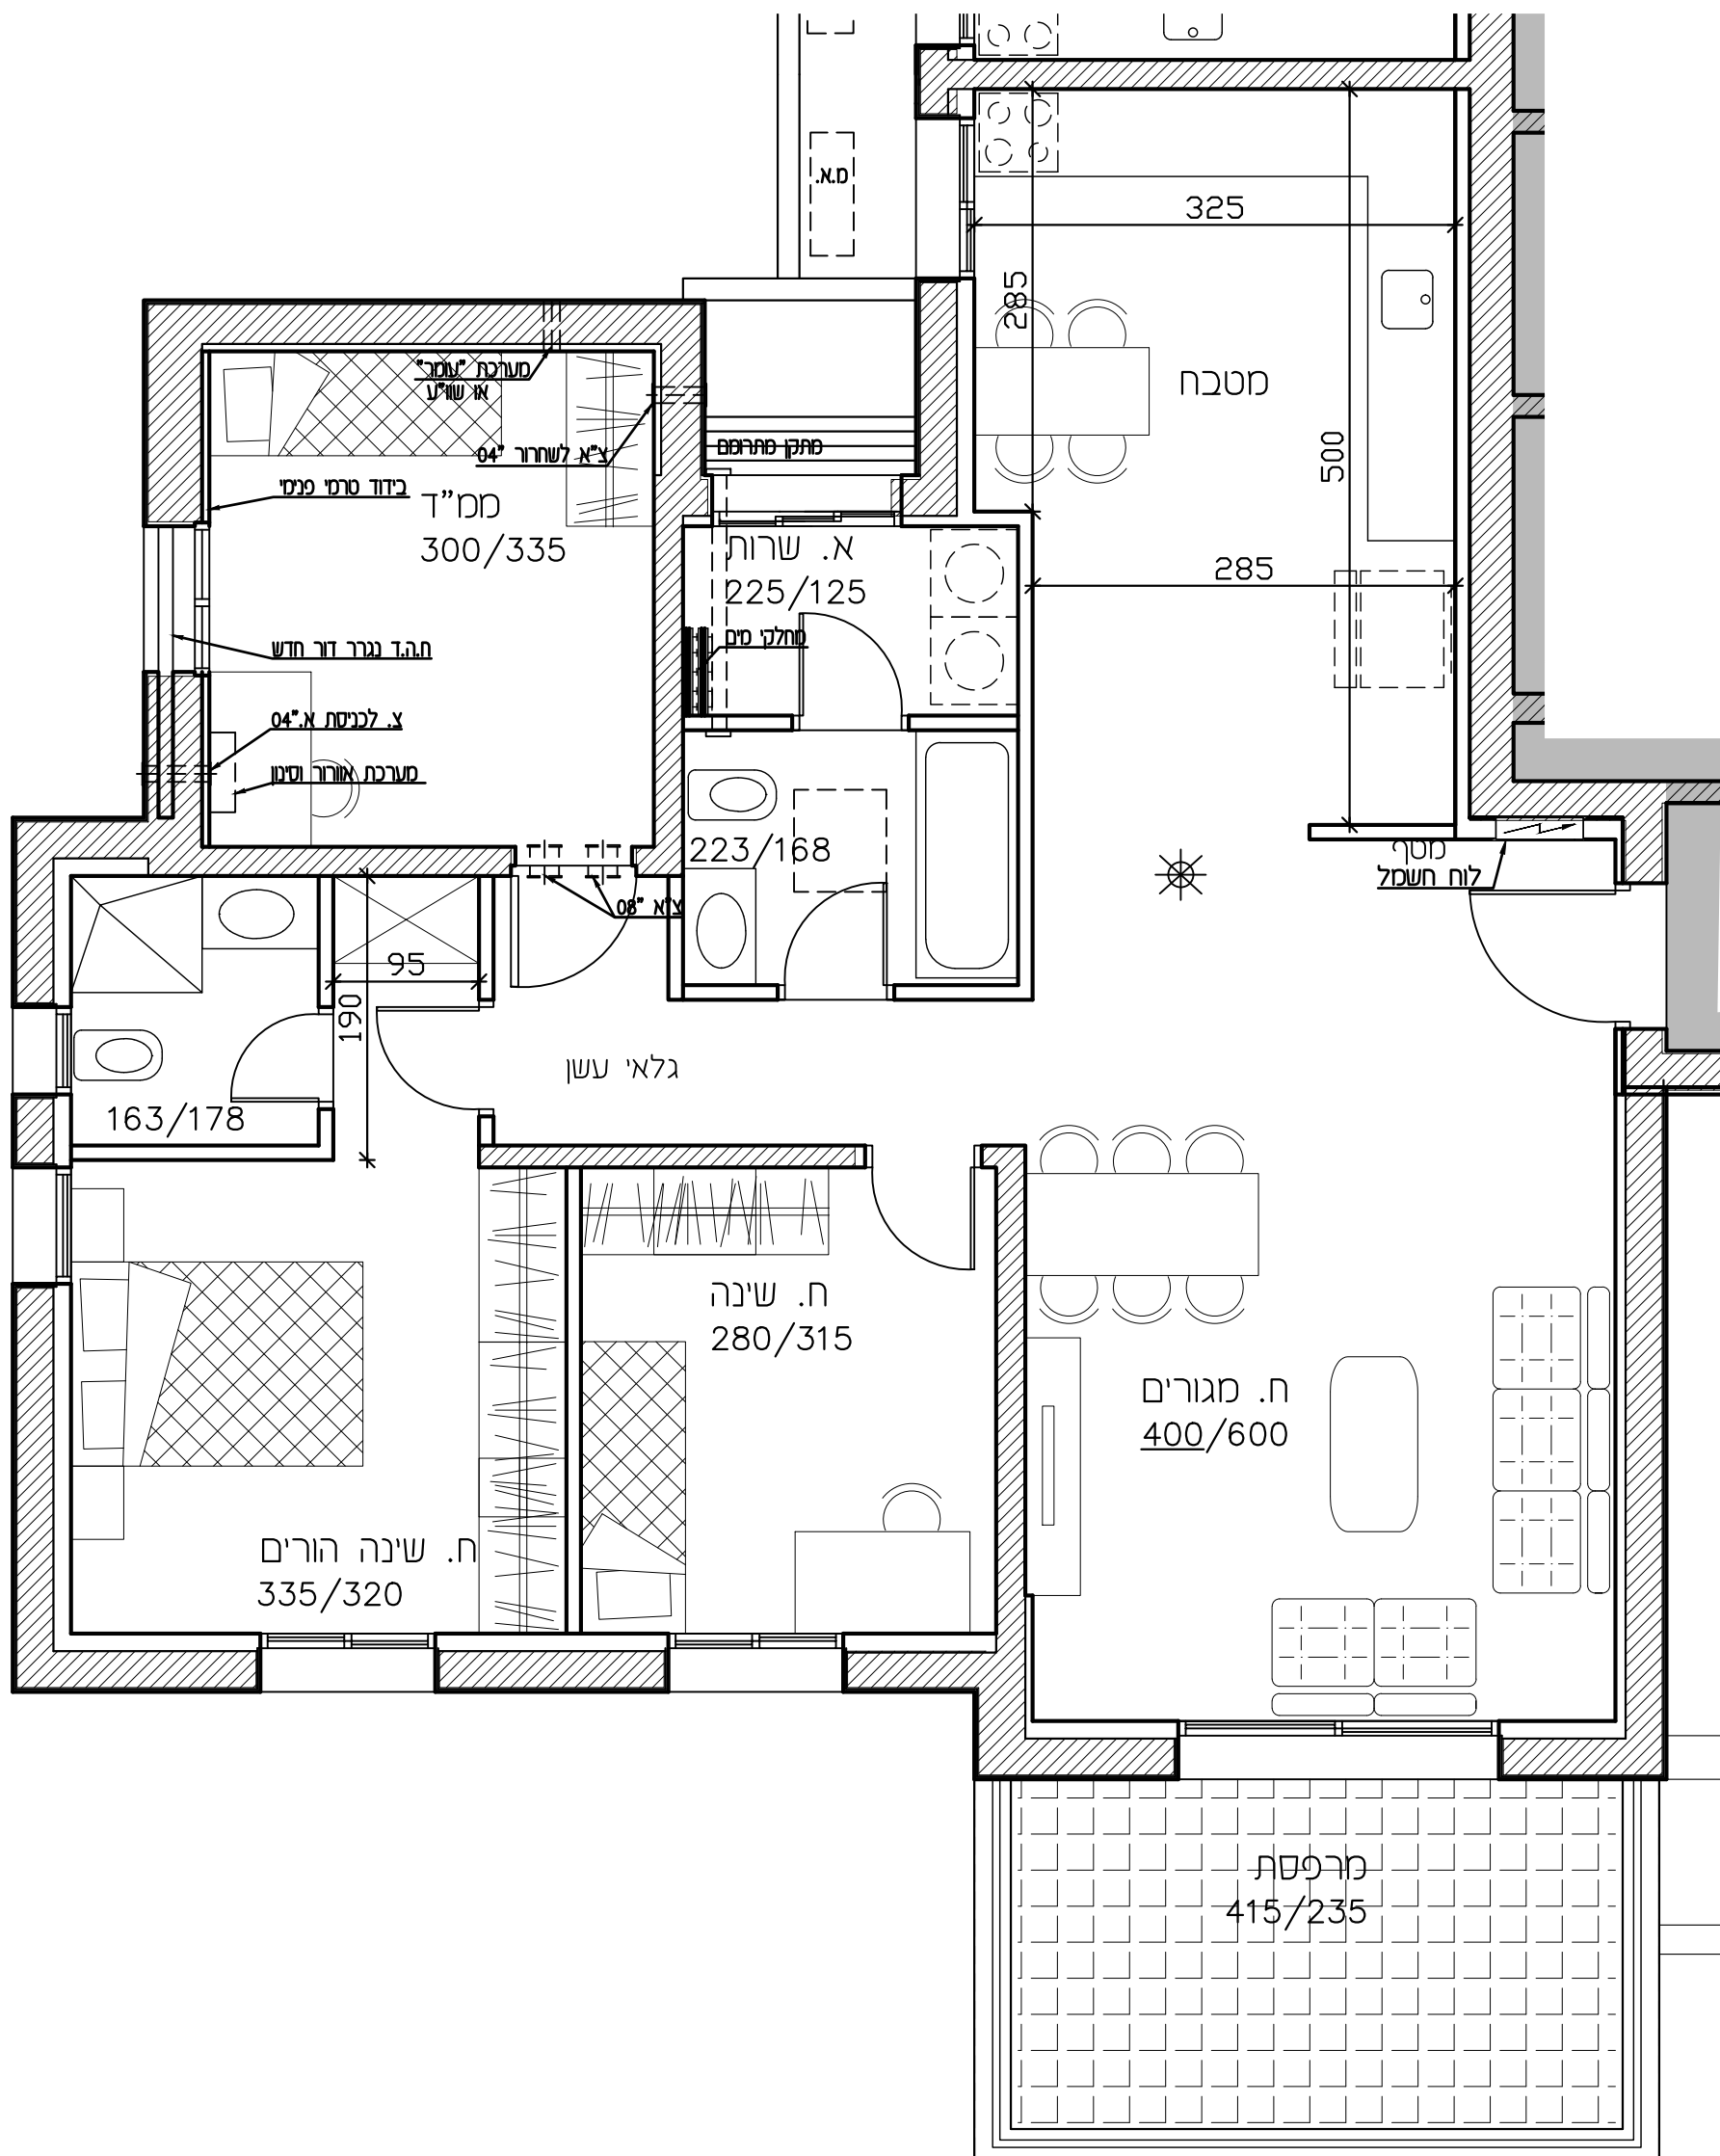 מ.א.
325
285
מטבח
500
285
מערכת "עומר"
או שוו"ע
צ"א לשחרור "04
מתקן מתרומם
בידוד טרמי פנימי
ממ"ד
300/335
א. שרות
225/125
מחלקי מים
ח.ה.ד נגרר דור חדש
צ. לכניסת א."04
מערכת אוורור וסינון
223/168
מטף
לוח חשמל
צ"א "08
95
190
גלאי עשן
163/178
ח. שינה
280/315
ח. מגורים
400/600
ח. שינה הורים
335/320
מרפסת
415/235